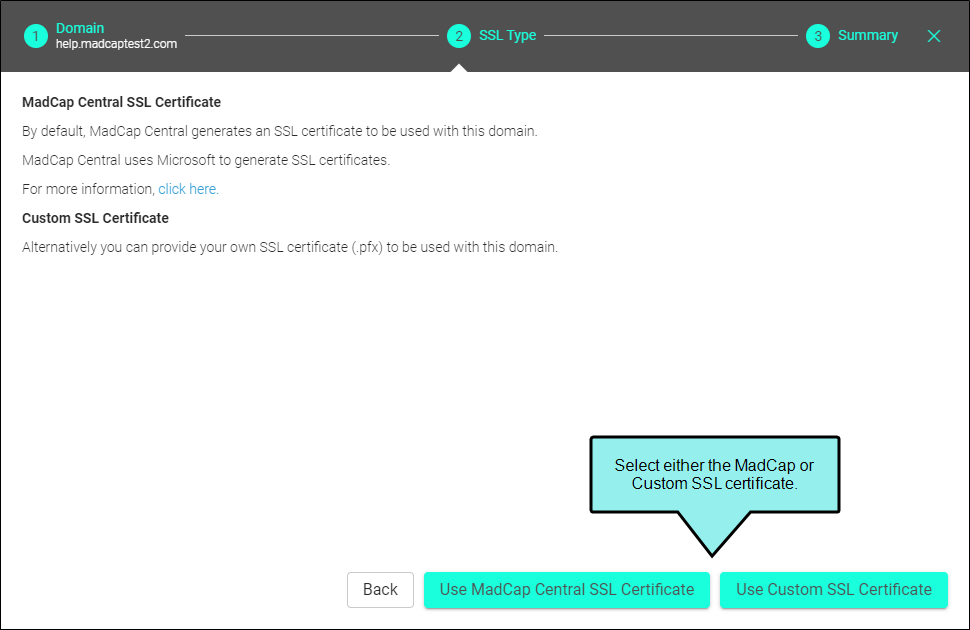 1
Domain
help.madcaptest2.com
2
SSL Type
3
Summary
MadCap Central SSL Certificate
By default, MadCap Central generates an SSL certificate to be used with this domain.
MadCap Central uses Microsoft to generate SSL certificates.
For more information, click here.
Custom SSL Certificate
Alternatively you can provide your own SSL certificate (.pfx) to be used with this domain.
Select either the MadCap or
Custom SSL certificate.
Back
Use MadCap Central SSL Certificate
Use Custom SSL Certificate